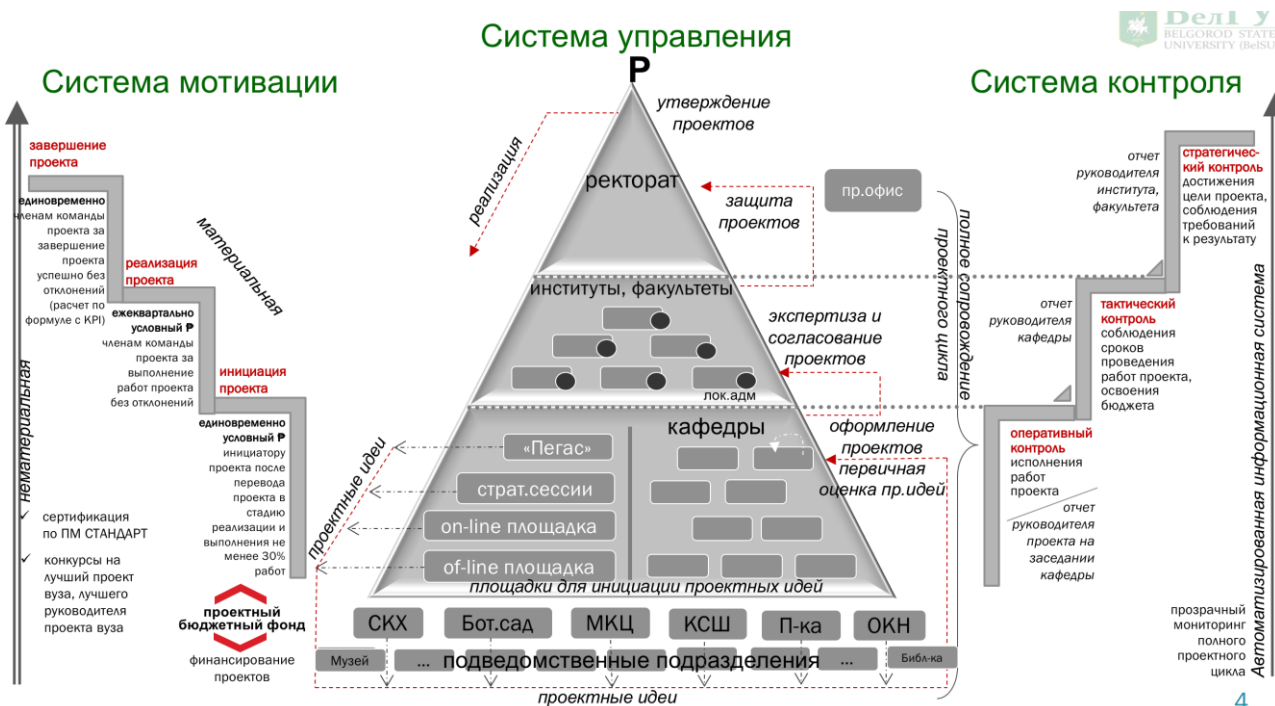 БелГУ
BELGOROD STATE
UNIVERSITY (BelSU
Система управления
Система мотивации
Система контроля
Р
утверждение
проектов
реализация
ректорат
защита
проектов
пр.офис
полное сопровождение
проектного цикла
институты, факультеты
экспертиза и
согласование
проектов
лок.адм
кафедры
оформление
проектов
первичная
оценка пр.идей
«Пегас»
страт.сессии
on-line площадка
of-line площадка
проектные идеи
площадки для инициации проектных идей
СКХ
Бот.сад
МКЦ
КСШ
П-ка
ОКН
Музей
...
подведомственные подразделения
...
Библ-ка
проектные идеи
завершение
проекта
единовременно
членам команды
проекта за
завершение
проекта
успешно без
отклонений
(расчет по
формуле с KPI)
материальная
реализация
проекта
ежеквартально
условный ₽
членам команды
проекта за
выполнение
работ проекта
без отклонений
инициация
проекта
единовременно
условный ₽
инициатору
проекта после
перевода
проекта в
стадию
реализации и
выполнения не
менее 30%
работ
нематериальная
✓ сертификация
по ПМ СТАНДАРТ
✓ конкурсы на
лучший проект
вуза, лучшего
руководителя
проекта вуза
проектный
бюджетный фонд
финансирование
проектов
отчет
руководителя
института,
факультета
стратегичес-
кий контроль
достижения
цели проекта,
соблюдения
требований
к результату
отчет
руководителя
кафедры
тактический
контроль
соблюдения
сроков
проведения
работ проекта,
освоения
бюджета
оперативный
контроль
исполнения
работ
проекта
отчет
руководителя
проекта на
заседании
кафедры
Автоматизированная информационная система
прозрачный
мониторинг
полного
проектного
цикла
4